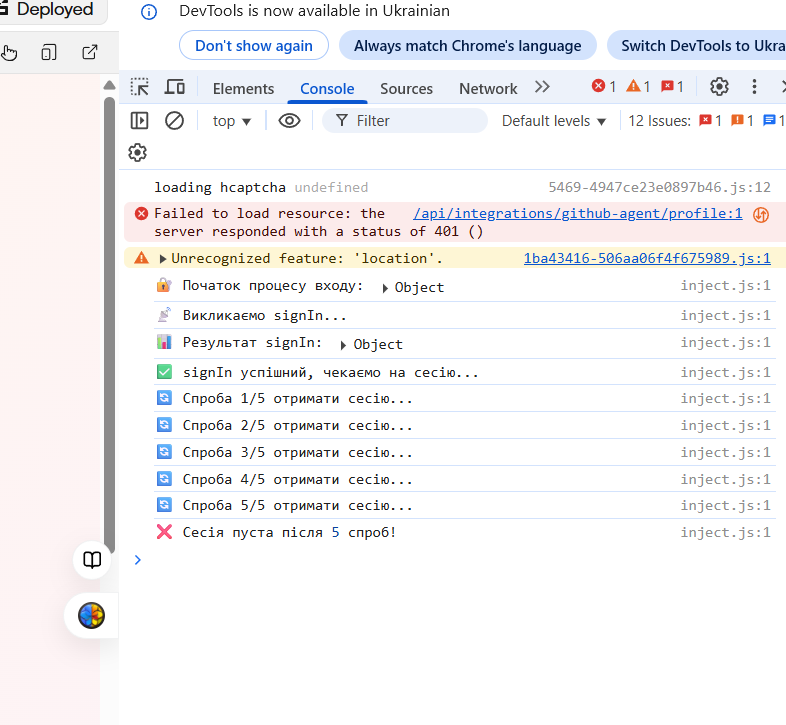 Deployed
DevTools is now available in Ukrainian
Don't show again
Always match Chrome's language
Switch DevTools to Ukra
Elements Console Sources Network 1 1 1
top Filter Default levels 12 Issues: 1 1 1
loading hcaptcha undefined 5469-4947ce23e0897b46.js:12
Failed to load resource: the /api/integrations/github-agent/profile:1
server responded with a status of 401 ()
Unrecognized feature: 'location'. 1ba43416-506aa06f4f675989.js:1
Початок процесу входу: Object inject.js:1
Викликаємо signIn... inject.js:1
Результат signIn: Object inject.js:1
signIn успішний, чекаємо на сесію... inject.js:1
Спроба 1/5 отримати сесію... inject.js:1
Спроба 2/5 отримати сесію... inject.js:1
Спроба 3/5 отримати сесію... inject.js:1
Спроба 4/5 отримати сесію... inject.js:1
Спроба 5/5 отримати сесію... inject.js:1
Сесія пуста після 5 спроб! inject.js:1